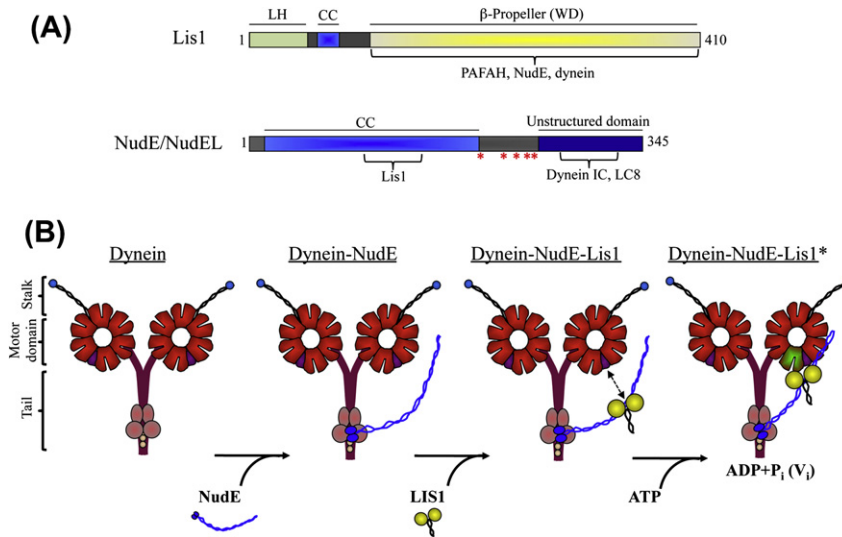 (A)
LH CC β-Propeller (WD)
Lis1 1 410
PAFAH, NudE, dynein
CC Unstructured domain
NudE/NudEL 1 345
* * * **
Lis1 Dynein IC, LC8
(B)
Dynein Dynein-NudE Dynein-NudE-Lis1 Dynein-NudE-Lis1*
Stalk
Motor
domain
Tail
NudE LIS1 ATP ADP+Pi (Vi)